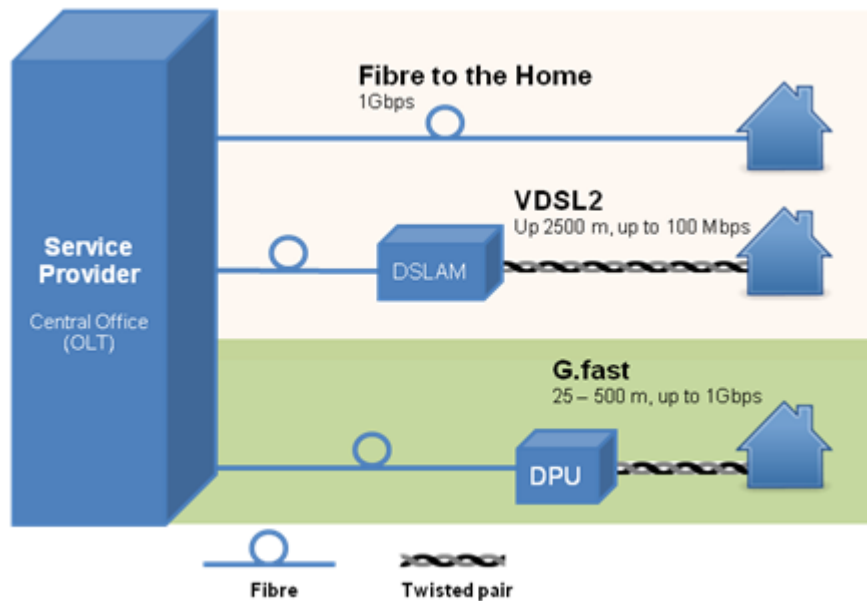 Fibre to the Home
1Gbps
VDSL2
Up 2500 m, up to 100 Mbps
Service
Provider
DSLAM
Central Office
(OLT)
G.fast
25 – 500 m, up to 1Gbps
DPU
Fibre
Twisted pair